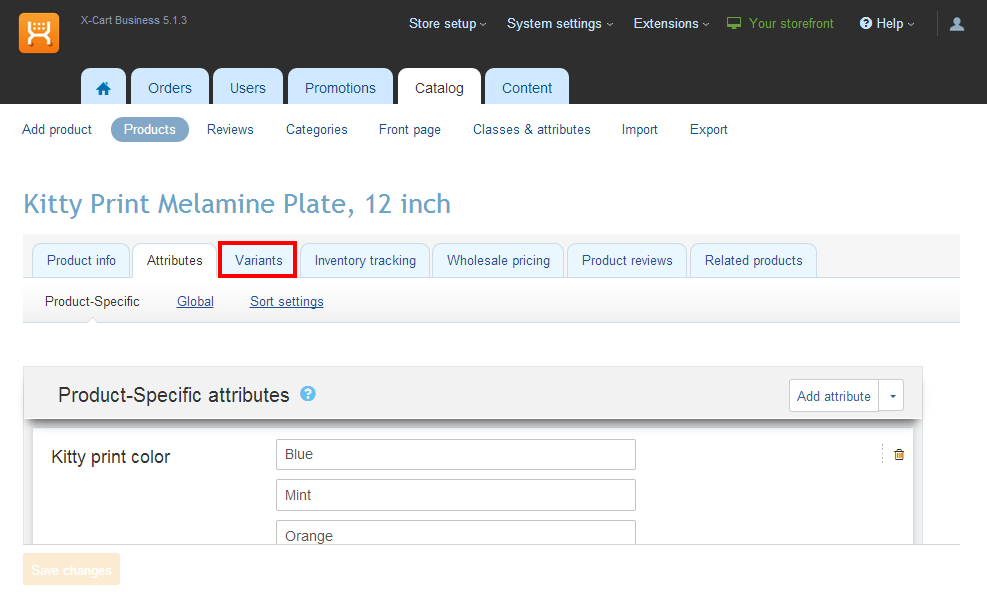 X-Cart Business 5.1.3
Store setup System settings Extensions Your storefront Help
Orders Users Promotions Catalog Content
Add product Products Reviews Categories Front page Classes & attributes Import Export
Kitty Print Melamine Plate, 12 inch
Product info Attributes Variants Inventory tracking Wholesale pricing Product reviews Related products
Product-Specific Global Sort settings
Product-Specific attributes ? Add attribute
Kitty print color Blue
Mint
Orange
Save changes